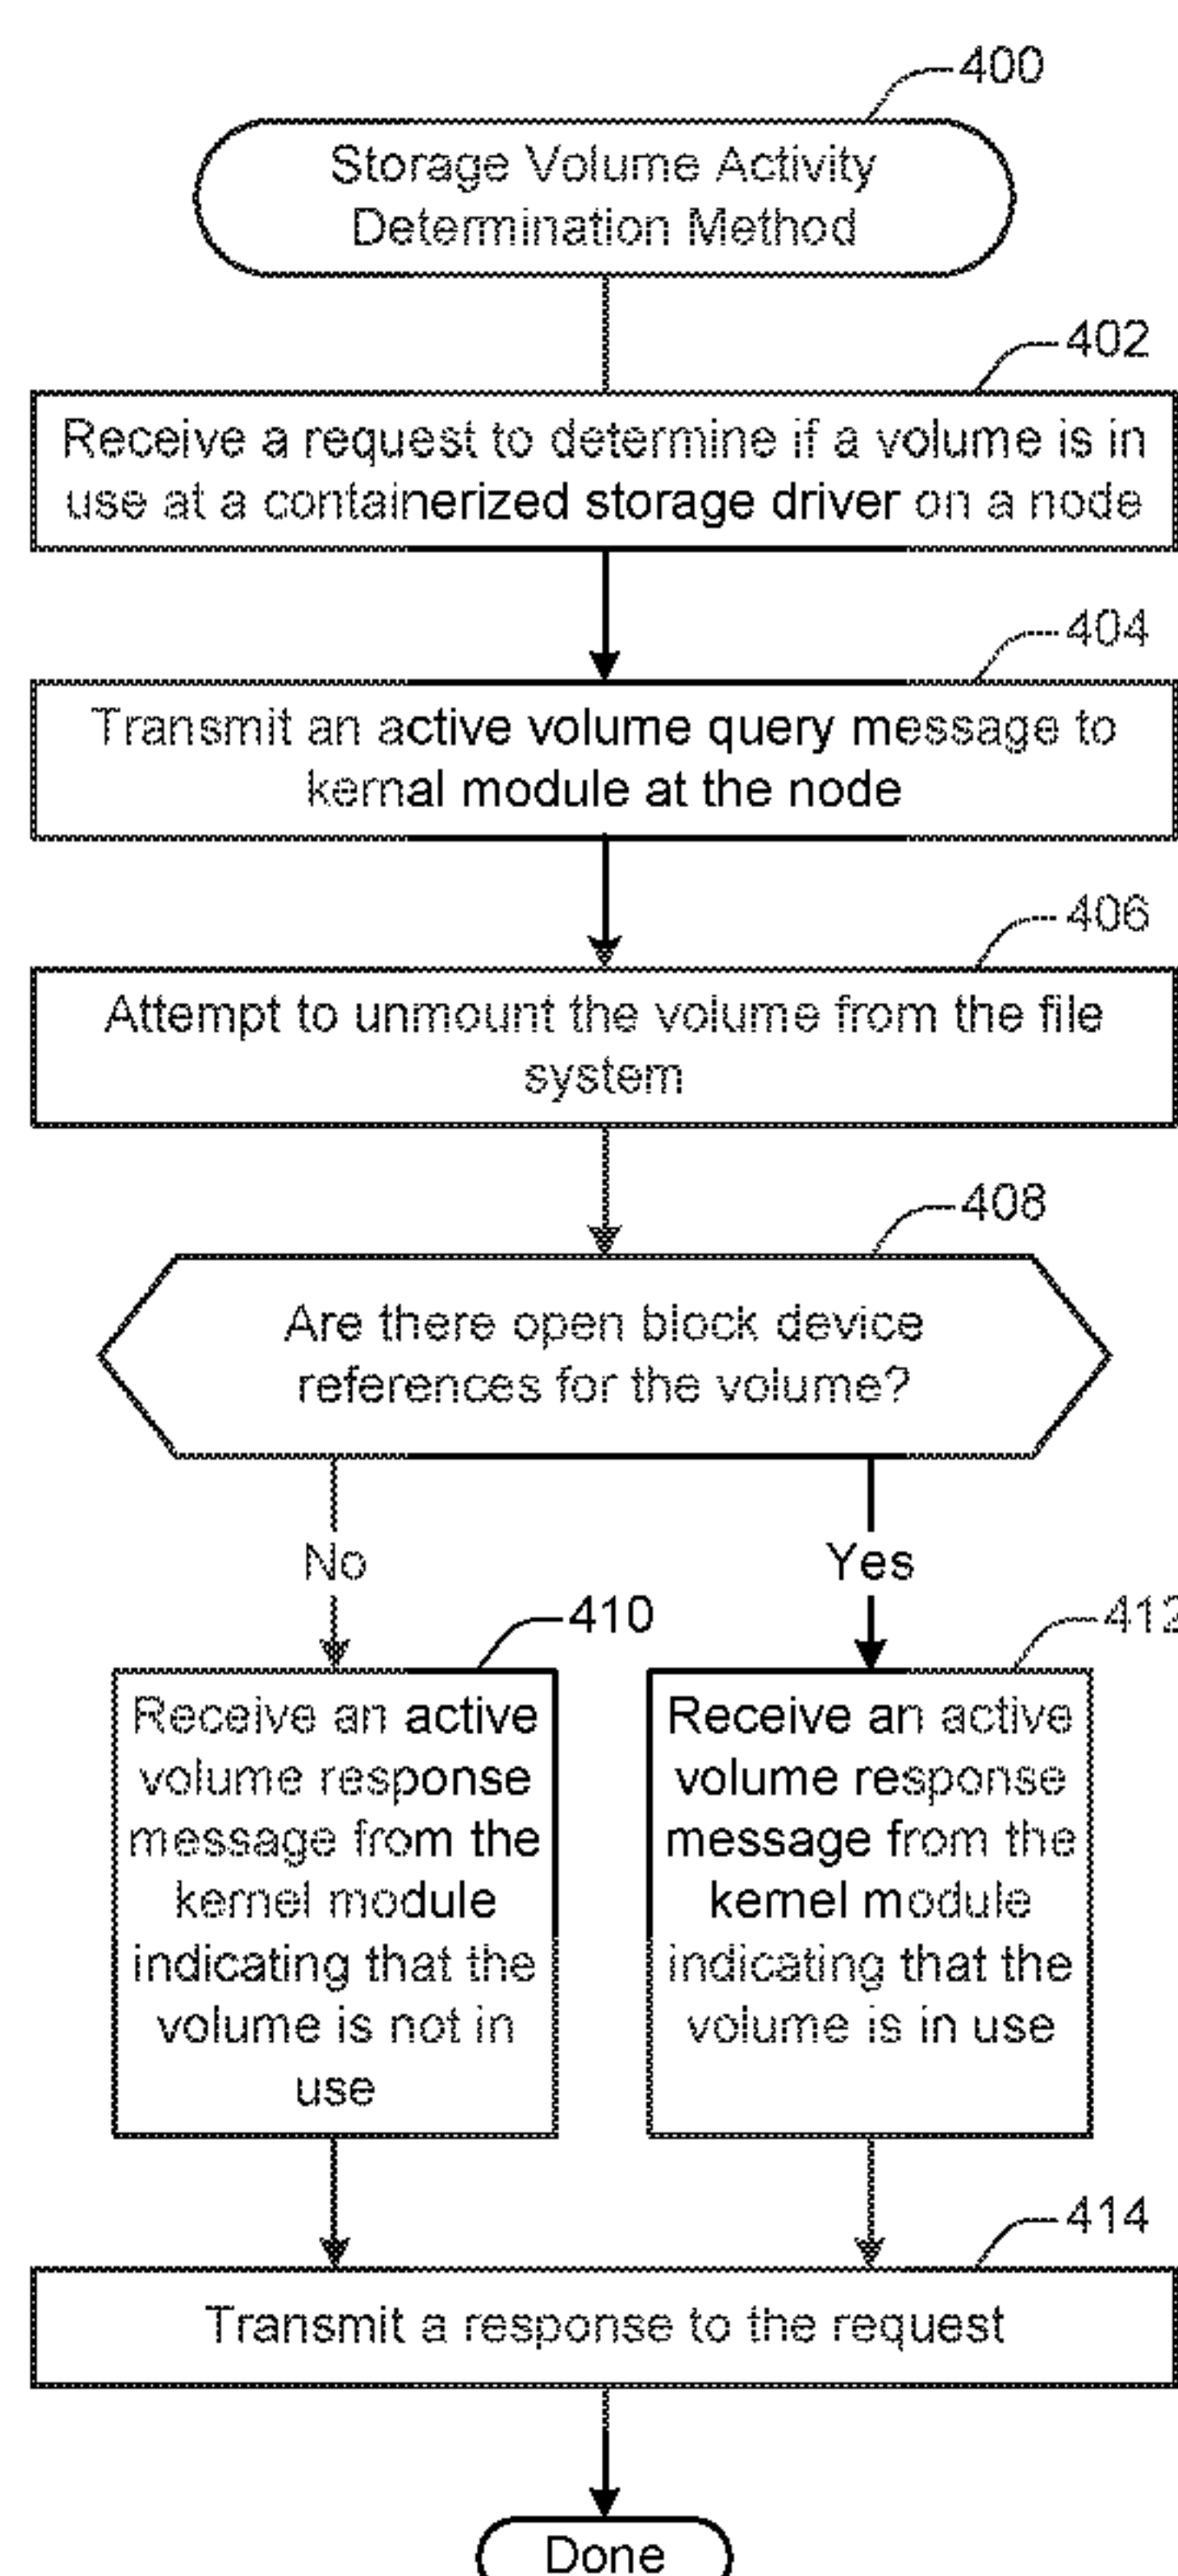 400
Storage Volume Activity
Determination Method
402
Receive a request to determine if a volume is in
use at a containerized storage driver on a node
404
Transmit an active volume query message to
kernal module at the node
406
Attempt to unmount the volume from the file
system
408
Are there open block device
references for the volume?
No
Yes
410
Receive an active
volume response
message from the
kernel module
indicating that the
volume is not in
use
412
Receive an active
volume response
message from the
kernel module
indicating that the
volume is in use
414
Transmit a response to the request
Done